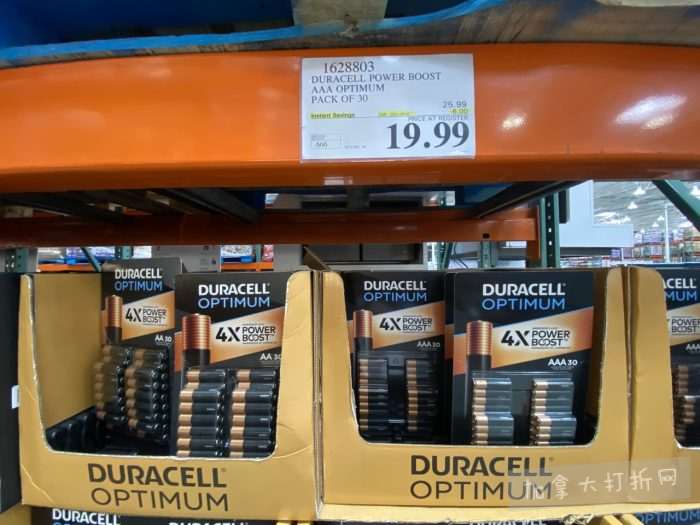 1628803
DURACELL POWER BOOST
AAA OPTIMUM
PACK OF 30
25.99
Instant Savings
-6.00
PRICE AT REGISTER
19.99
DURACELL
OPTIMUM
4X POWER BOOST
AA 30
DURACELL
OPTIMUM
4X POWER BOOST
AA 30
DURACELL
OPTIMUM
4X POWER BOOST
AAA 30
DURACELL
OPTIMUM
4X POWER BOOST
AAA 30
DURACELL
OPTIMUM
DURACELL
OPTIMUM
加拿大打折网